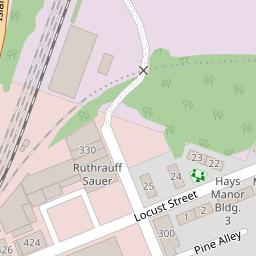 Isla
330
Ruthrauff
Sauer
23
22
24
25
Hays
Manor
Bldg.
3
Locust Street
1
2
424
426
300
Pine Alley